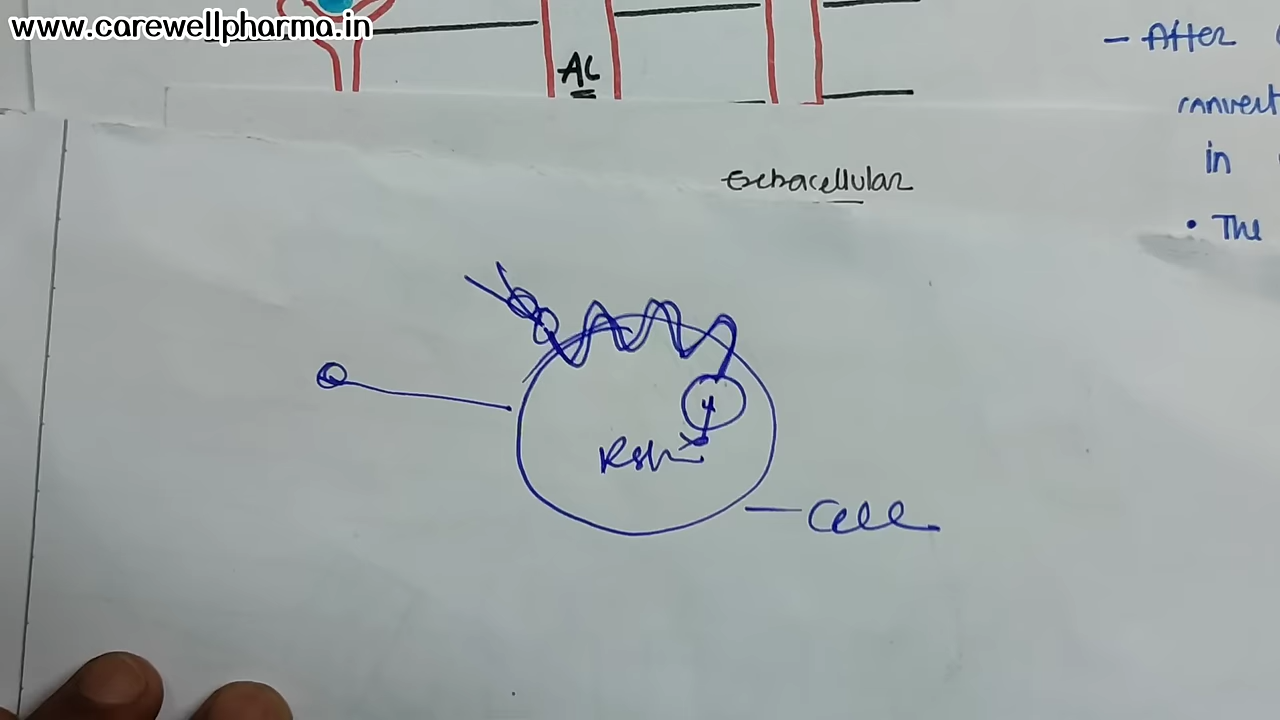 www.carewellpharma.in
AC
- After
convert
in
• The
Extracellular
Cell